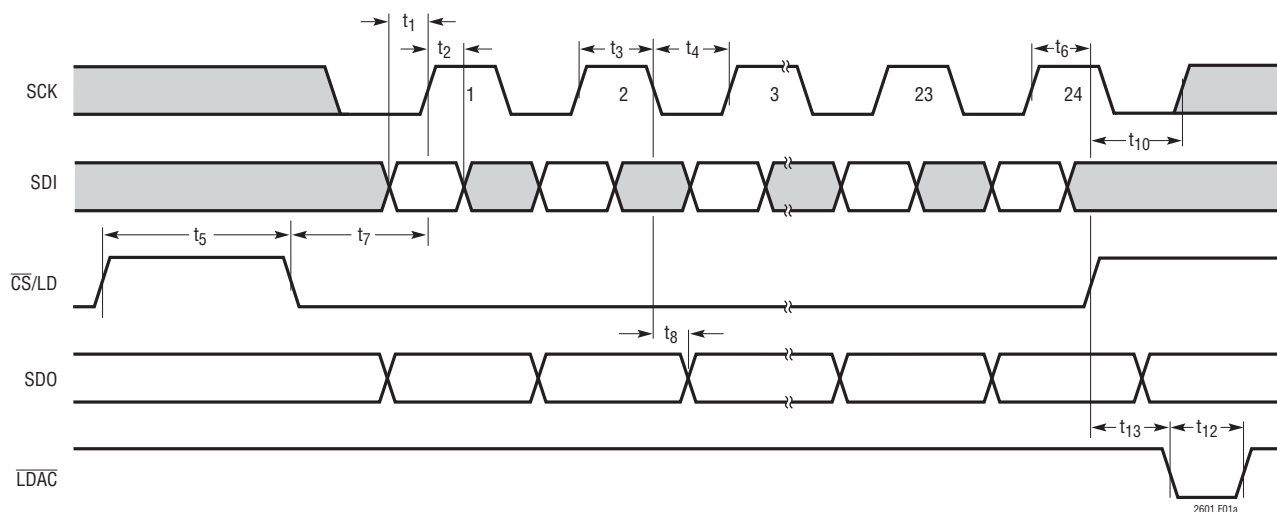 t1
t2
t3
t4
t6
SCK
1
2
3
23
24
t10
SDI
t5
t7
CS/LD
t8
SDO
t13
t12
LDAC
2601 F01a